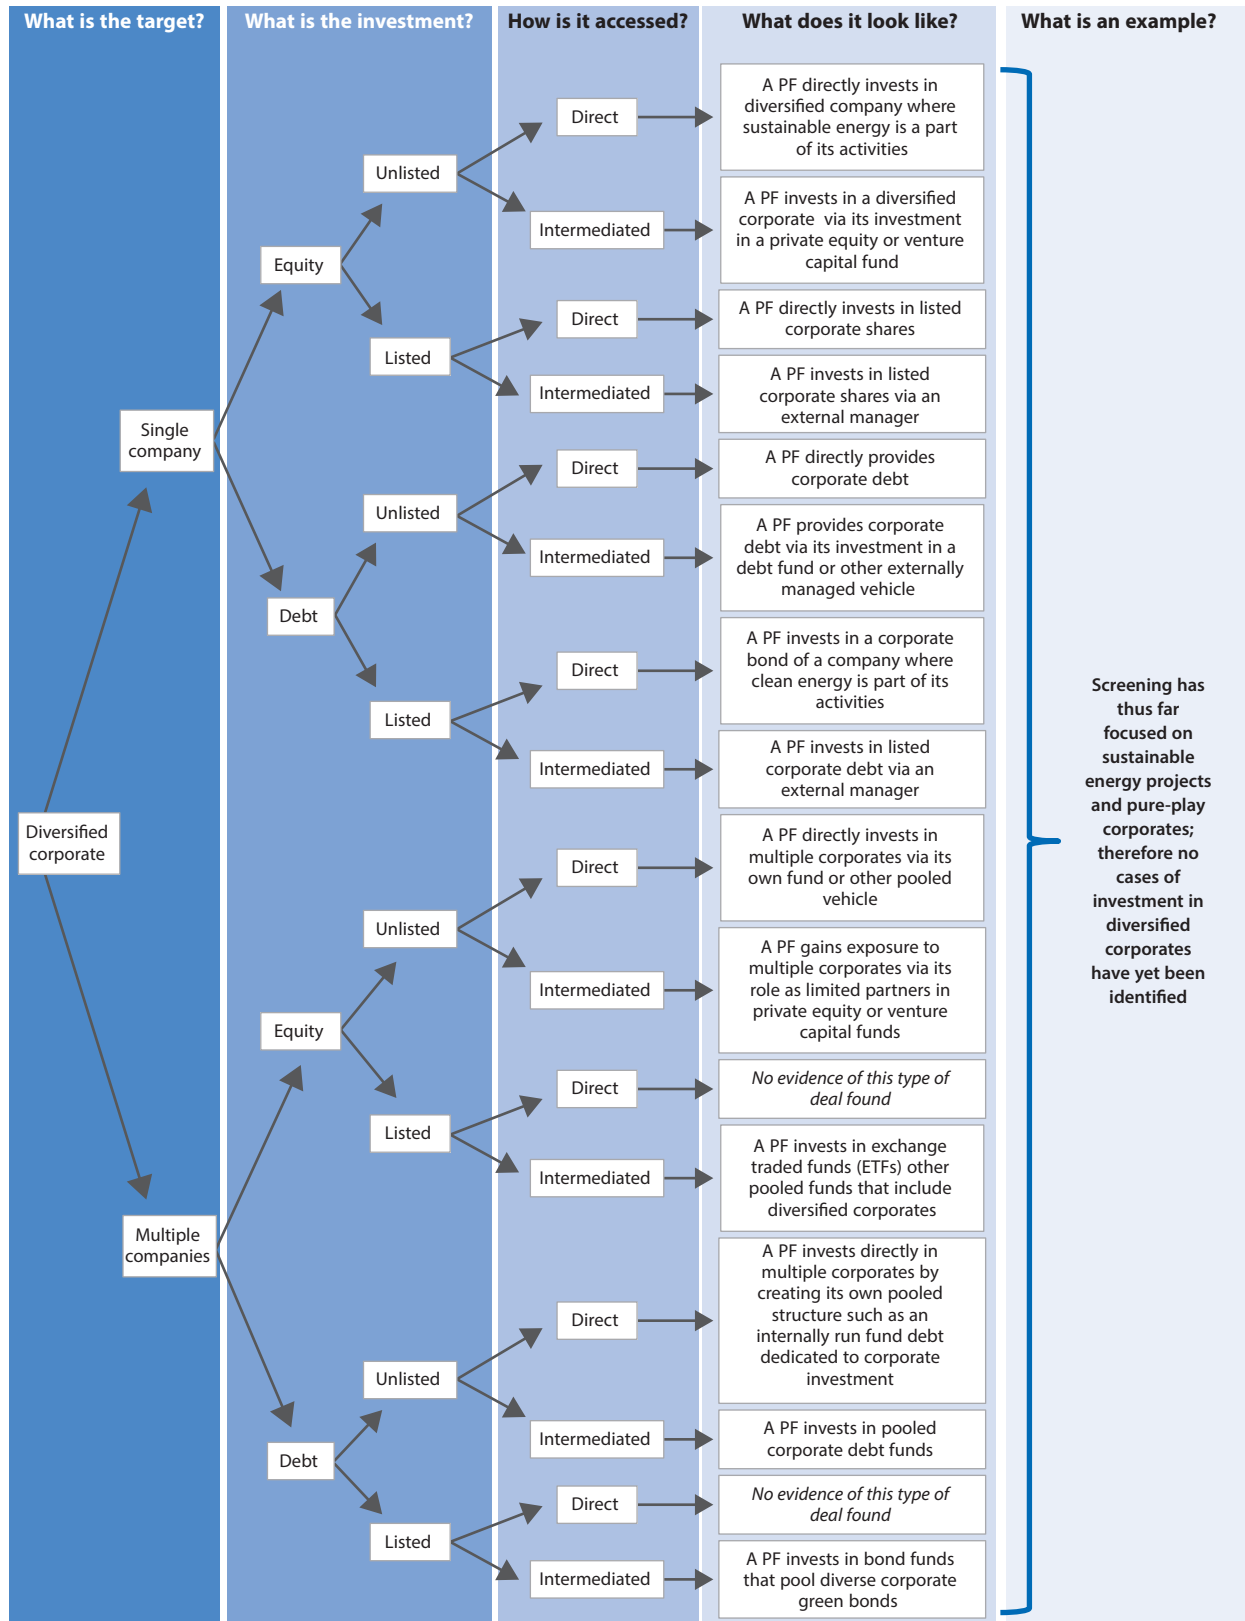 What is the target?
What is the investment?
How is it accessed?
What does it look like?
What is an example?
Diversified
corporate
Single
company
Equity
Unlisted
Direct
A PF directly invests in
diversified company where
sustainable energy is a part
of its activities
Intermediated
A PF invests in a diversified
corporate via its investment
in a private equity or venture
capital fund
Listed
Direct
A PF directly invests in listed
corporate shares
Intermediated
A PF invests in listed
corporate shares via an
external manager
Debt
Unlisted
Direct
A PF directly provides
corporate debt
Intermediated
A PF provides corporate
debt via its investment in a
debt fund or other externally
managed vehicle
Listed
Direct
A PF invests in a corporate
bond of a company where
clean energy is part of its
activities
Intermediated
A PF invests in listed
corporate debt via an
external manager
Multiple
companies
Equity
Unlisted
Direct
A PF directly invests in
multiple corporates via its
own fund or other pooled
vehicle
Intermediated
A PF gains exposure to
multiple corporates via its
role as limited partners in
private equity or venture
capital funds
Listed
Direct
No evidence of this type of
deal found
Intermediated
A PF invests in exchange
traded funds (ETFs) other
pooled funds that include
diversified corporates
Debt
Unlisted
Direct
A PF invests directly in
multiple corporates by
creating its own pooled
structure such as an
internally run fund debt
dedicated to corporate
investment
Intermediated
A PF invests in pooled
corporate debt funds
Listed
Direct
No evidence of this type of
deal found
Intermediated
A PF invests in bond funds
that pool diverse corporate
green bonds
Screening has
thus far
focused on
sustainable
energy projects
and pure-play
corporates;
therefore no
cases of
investment in
diversified
corporates
have yet been
identified